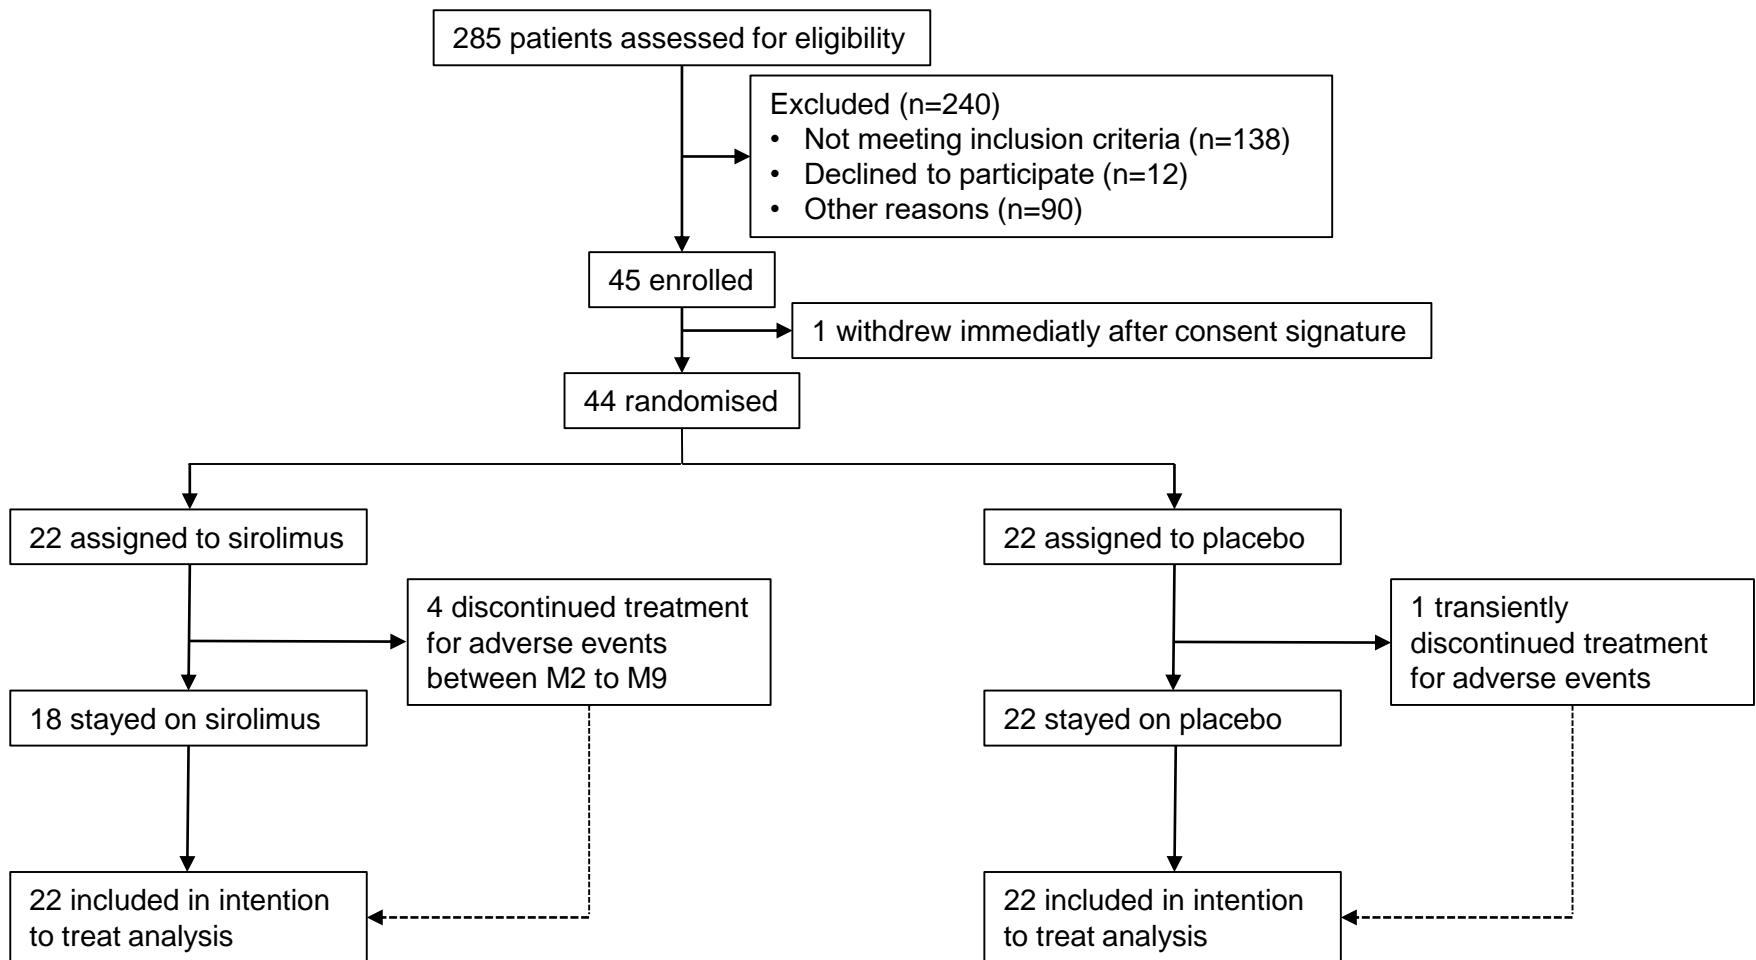 285 patients assessed for eligibility
Excluded (n=240)
• Not meeting inclusion criteria (n=138)
• Declined to participate (n=12)
• Other reasons (n=90)
45 enrolled
1 withdrew immediatly after consent signature
44 randomised
22 assigned to sirolimus
22 assigned to placebo
4 discontinued treatment
for adverse events
between M2 to M9
1 transiently
discontinued treatment
for adverse events
18 stayed on sirolimus
22 stayed on placebo
22 included in intention
to treat analysis
22 included in intention
to treat analysis